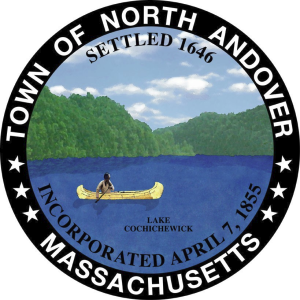 TOWN OF NORTH ANDOVER
SETTLED 1646
LAKE
COCHICHEWICK
INCORPORATED APRIL 7, 1855
MASSACHUSETTS